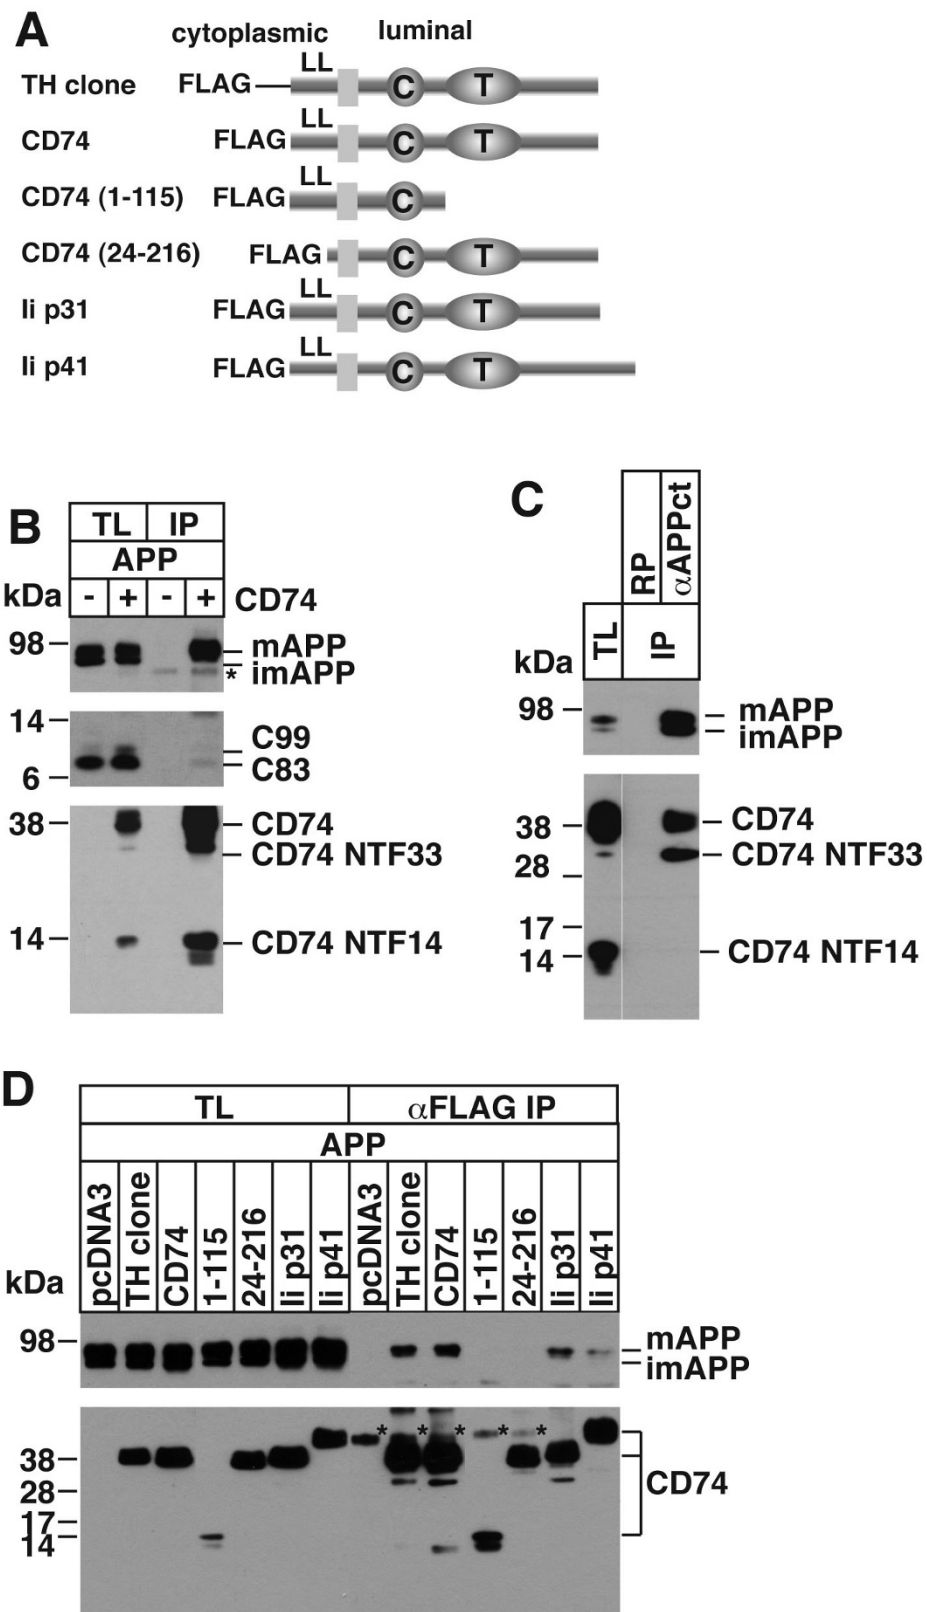 A
cytoplasmic luminal
LL
TH clone FLAG C T
LL
CD74 FLAG C T
LL
CD74 (1-115) FLAG C
CD74 (24-216) FLAG C T
LL
Ii p31 FLAG C T
LL
Ii p41 FLAG C T
B
TL IP
APP
kDa - + - + CD74
98 mAPP
* imAPP
14 C99
6 C83
38 CD74
CD74 NTF33
14 CD74 NTF14
C
RP αAPPct
TL IP
kDa
98 mAPP
imAPP
38 CD74
28 CD74 NTF33
17
14 CD74 NTF14
D
TL αFLAG IP
APP
kDa pcDNA3 TH clone CD74 1-115 24-216 Ii p31 Ii p41 pcDNA3 TH clone CD74 1-115 24-216 Ii p31 Ii p41
98 mAPP
imAPP
* * * * *
38
28 CD74
17
14